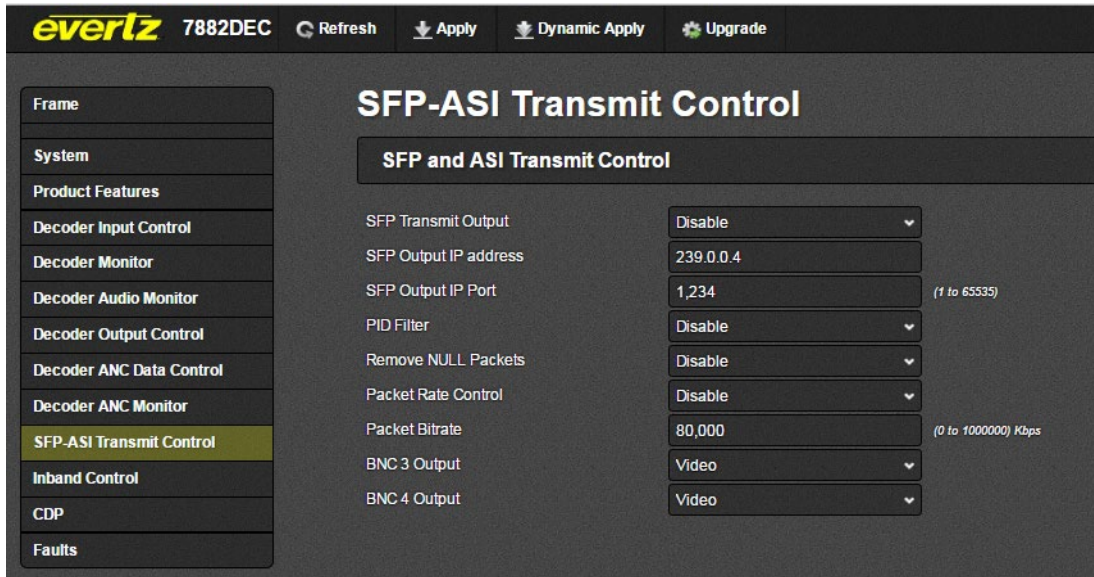 evertz 7882DEC Refresh Apply Dynamic Apply Upgrade
Frame
System
Product Features
Decoder Input Control
Decoder Monitor
Decoder Audio Monitor
Decoder Output Control
Decoder ANC Data Control
Decoder ANC Monitor
SFP-ASI Transmit Control
Inband Control
CDP
Faults
SFP-ASI Transmit Control
SFP and ASI Transmit Control
SFP Transmit Output Disable
SFP Output IP address 239.0.0.4
SFP Output IP Port 1,234 (1 to 65535)
PID Filter Disable
Remove NULL Packets Disable
Packet Rate Control Disable
Packet Bitrate 80,000 (0 to 1000000) Kbps
BNC 3 Output Video
BNC 4 Output Video